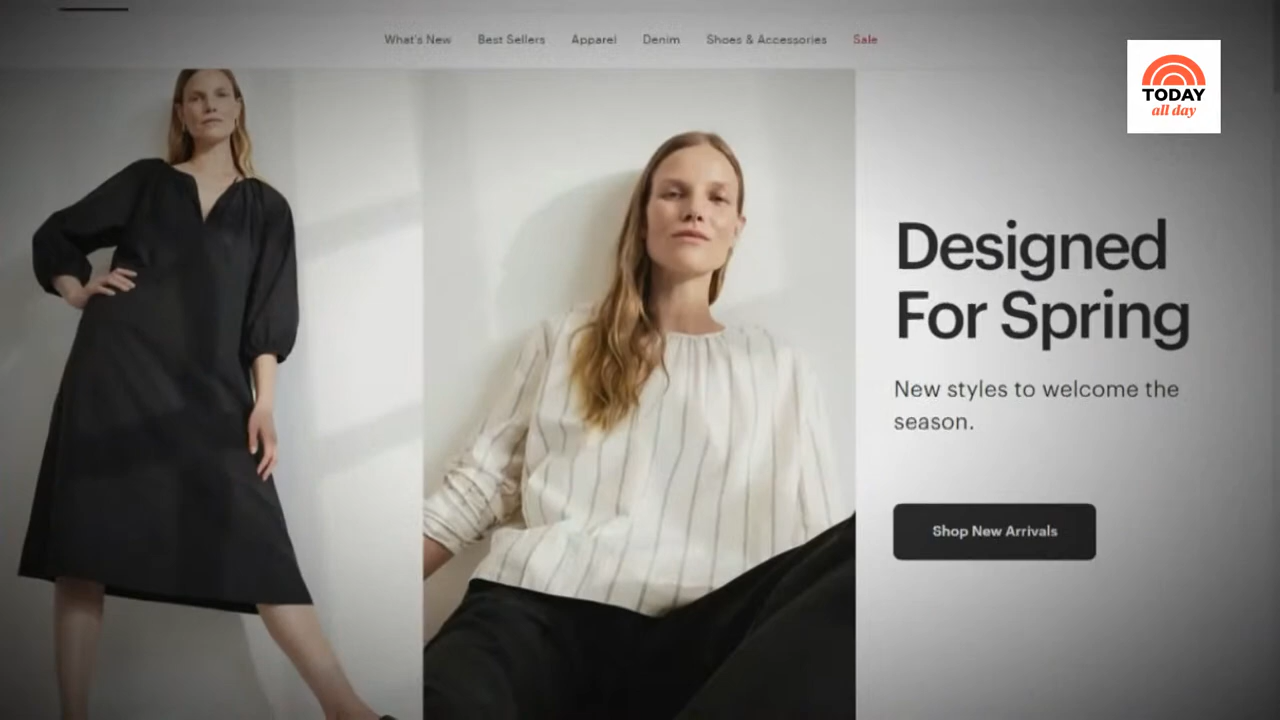 What's New Best Sellers Apparel Denim Shoes & Accessories Sale
TODAY
all day
Designed
For Spring
New styles to welcome the
season.
Shop New Arrivals